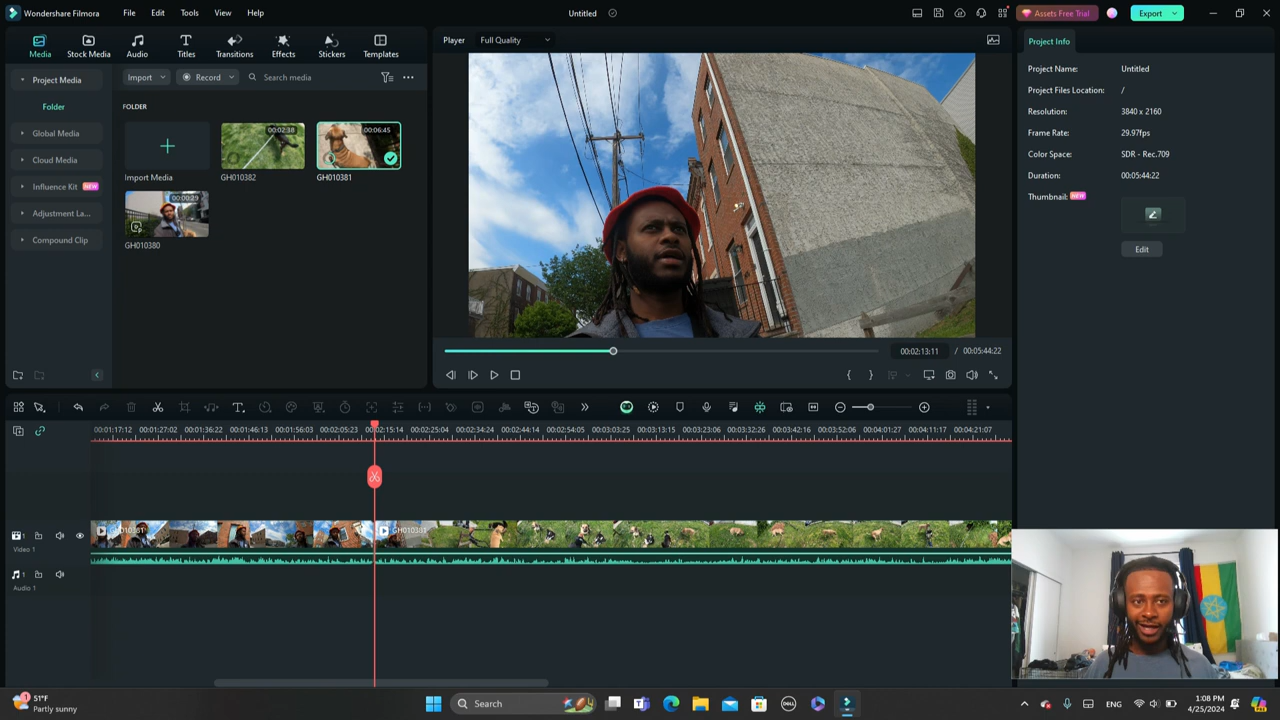 Wondershare Filmora
File
Edit
Tools
View
Help
Untitled
Assets Free Trial
Export
Media
Stock Media
Audio
Titles
Transitions
Effects
Stickers
Templates
Player
Full Quality
Project Info
Project Media
Import
Record
Search media
Folder
FOLDER
Global Media
Cloud Media
Influence Kit
NEW
Adjustment La...
Compound Clip
00:02:38
00:06:45
Import Media
GH010382
GH010381
00:00:29
GH010380
Project Name:
Untitled
Project Files Location:
/
Resolution:
3840 x 2160
Frame Rate:
29.97fps
Color Space:
SDR - Rec.709
Duration:
00:05:44:22
Thumbnail:
NEW
Edit
00:02:13:11
/
00:05:44:22
00:01:17:12
00:01:27:02
00:01:36:22
00:01:46:13
00:01:56:03
00:02:05:23
00:02:15:14
00:02:25:04
00:02:34:24
00:02:44:14
00:02:54:05
00:03:03:25
00:03:13:15
00:03:23:06
00:03:32:26
00:03:42:16
00:03:52:06
00:04:01:27
00:04:11:17
00:04:21:07
1
Video 1
GH010381
GH010381
1
Audio 1
51°F
Partly sunny
Search
ENG
1:08 PM
4/25/2024